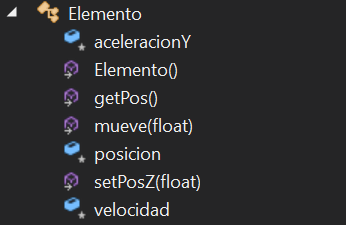 Elemento
aceleracionY
Elemento()
getPos()
mueve(float)
posicion
setPosZ(float)
velocidad